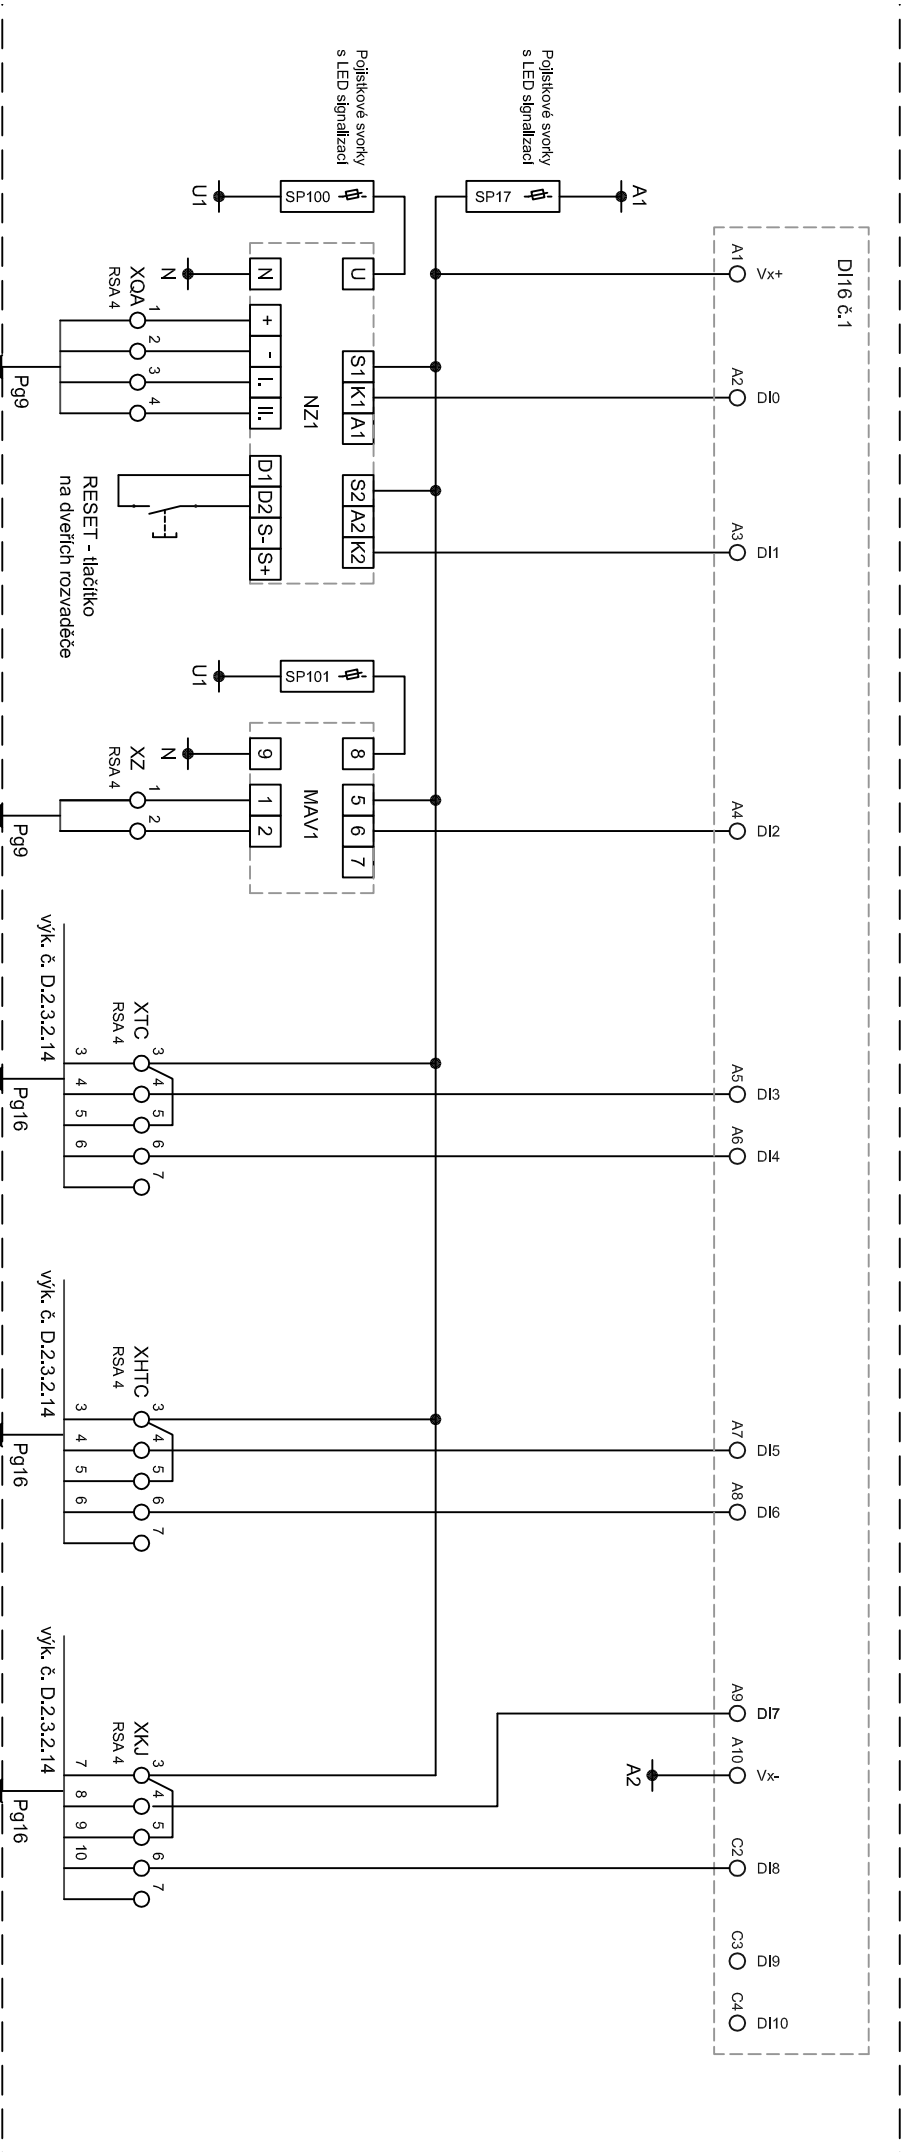 DI16 č.1
A1 Vx+
A2 DI0
A3 DI1
A4 DI2
A5 DI3
A6 DI4
A7 DI5
A8 DI6
A9 DI7
A10 Vx-
C2 DI8
C3 DI9
C4 DI10
A1
A2
Pojistkové svorky
s LED signalizací
SP17
Pojistkové svorky
s LED signalizací
SP100
U1
U
S1 K1 A1
S2 A2 K2
NZ1
N
+ - I. II.
D1 D2 S- S+
N
XQA
RSA 4
1 2 3 4
Pg9
RESET - tlačítko
na dveřích rozvaděče
SP101
U1
8
5 6 7
MAV1
9
1 2
N
XZ
RSA 4
1 2
Pg9
XTC
RSA 4
3 4 5 6 7
3 4 5 6
výk. č. D.2.3.2.14
Pg16
XHTC
RSA 4
3 4 5 6 7
3 4 5 6
výk. č. D.2.3.2.14
Pg16
XKJ
RSA 4
3 4 5 6 7
7 8 9 10
výk. č. D.2.3.2.14
Pg16